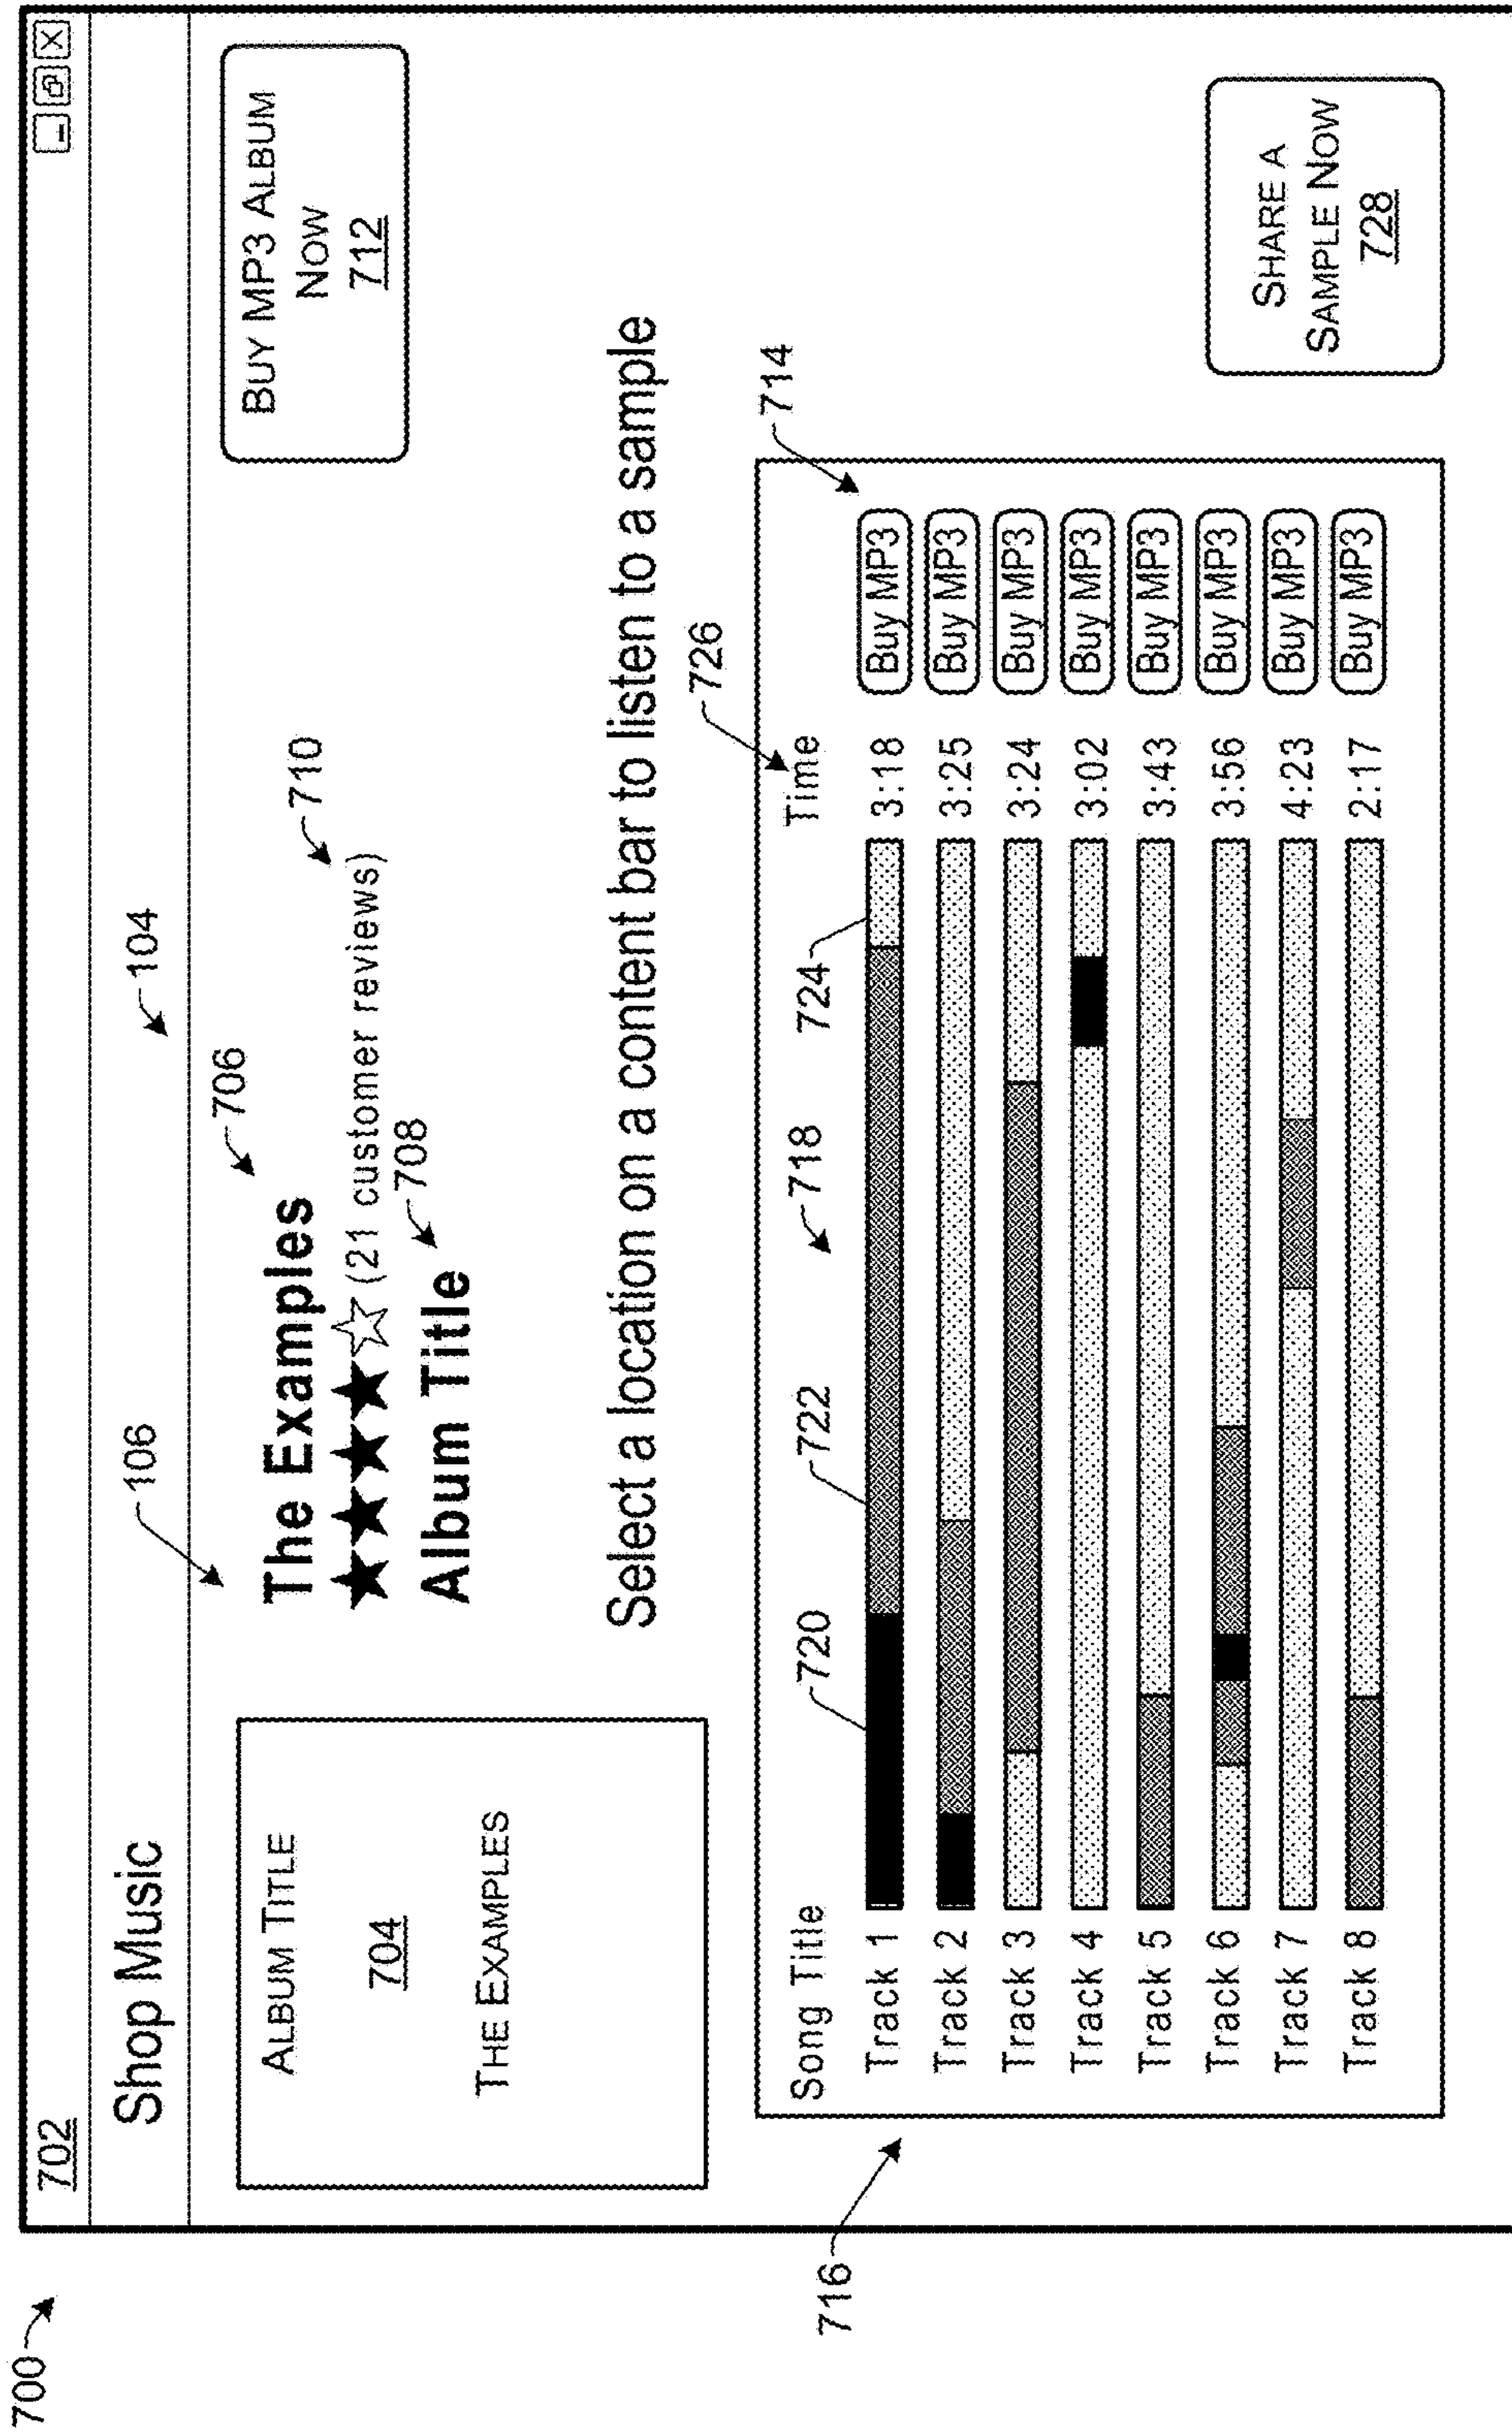 700
702
Shop Music
106
104
ALBUM TITLE
704
THE EXAMPLES
The Examples
706
(21 customer reviews)
710
Album Title
708
BUY MP3 ALBUM
NOW
712
Select a location on a content bar to listen to a sample
716
720
722
718
724
726
714
Song Title Time
Track 1 3:18 Buy MP3
Track 2 3:25 Buy MP3
Track 3 3:24 Buy MP3
Track 4 3:02 Buy MP3
Track 5 3:43 Buy MP3
Track 6 3:56 Buy MP3
Track 7 4:23 Buy MP3
Track 8 2:17 Buy MP3
SHARE A
SAMPLE NOW
728